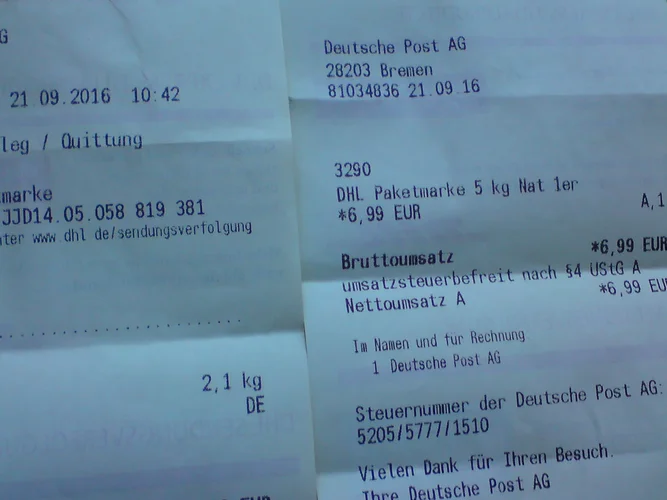 G
21 09.2016 10:42
leg / Quittung
marke
JJD14.05.058 819 381
nter www.dhl de/sendungsverfolgung
2,1 kg
DE
Deutsche Post AG
28203 Bremen
81034836 21.09.16
3290
DHL Paketmarke 5 kg Nat 1er
*6,99 EUR A,1
Bruttoumsatz *6,99 EUR
umsatzsteuerbefreit nach §4 UStG A
Nettoumsatz A *6,99 EU
Im Namen und für Rechnung
1 Deutsche Post AG
Steuernummer der Deutsche Post AG:
5205/5777/1510
Vielen Dank für Ihren Besuch.
Ihre Deutsche Post AG